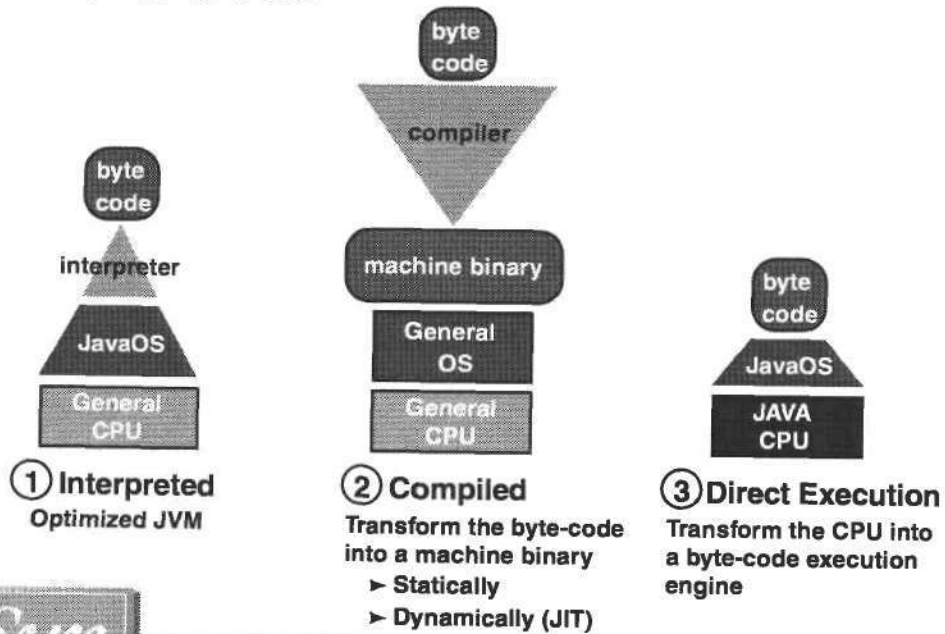 byte
code
interpreter
JavaOS
General
CPU
① Interpreted
Optimized JVM
byte
code
compiler
machine binary
General
OS
General
CPU
② Compiled
Transform the byte-code
into a machine binary
► Statically
► Dynamically (JIT)
byte
code
JavaOS
JAVA
CPU
③ Direct Execution
Transform the CPU into
a byte-code execution
engine